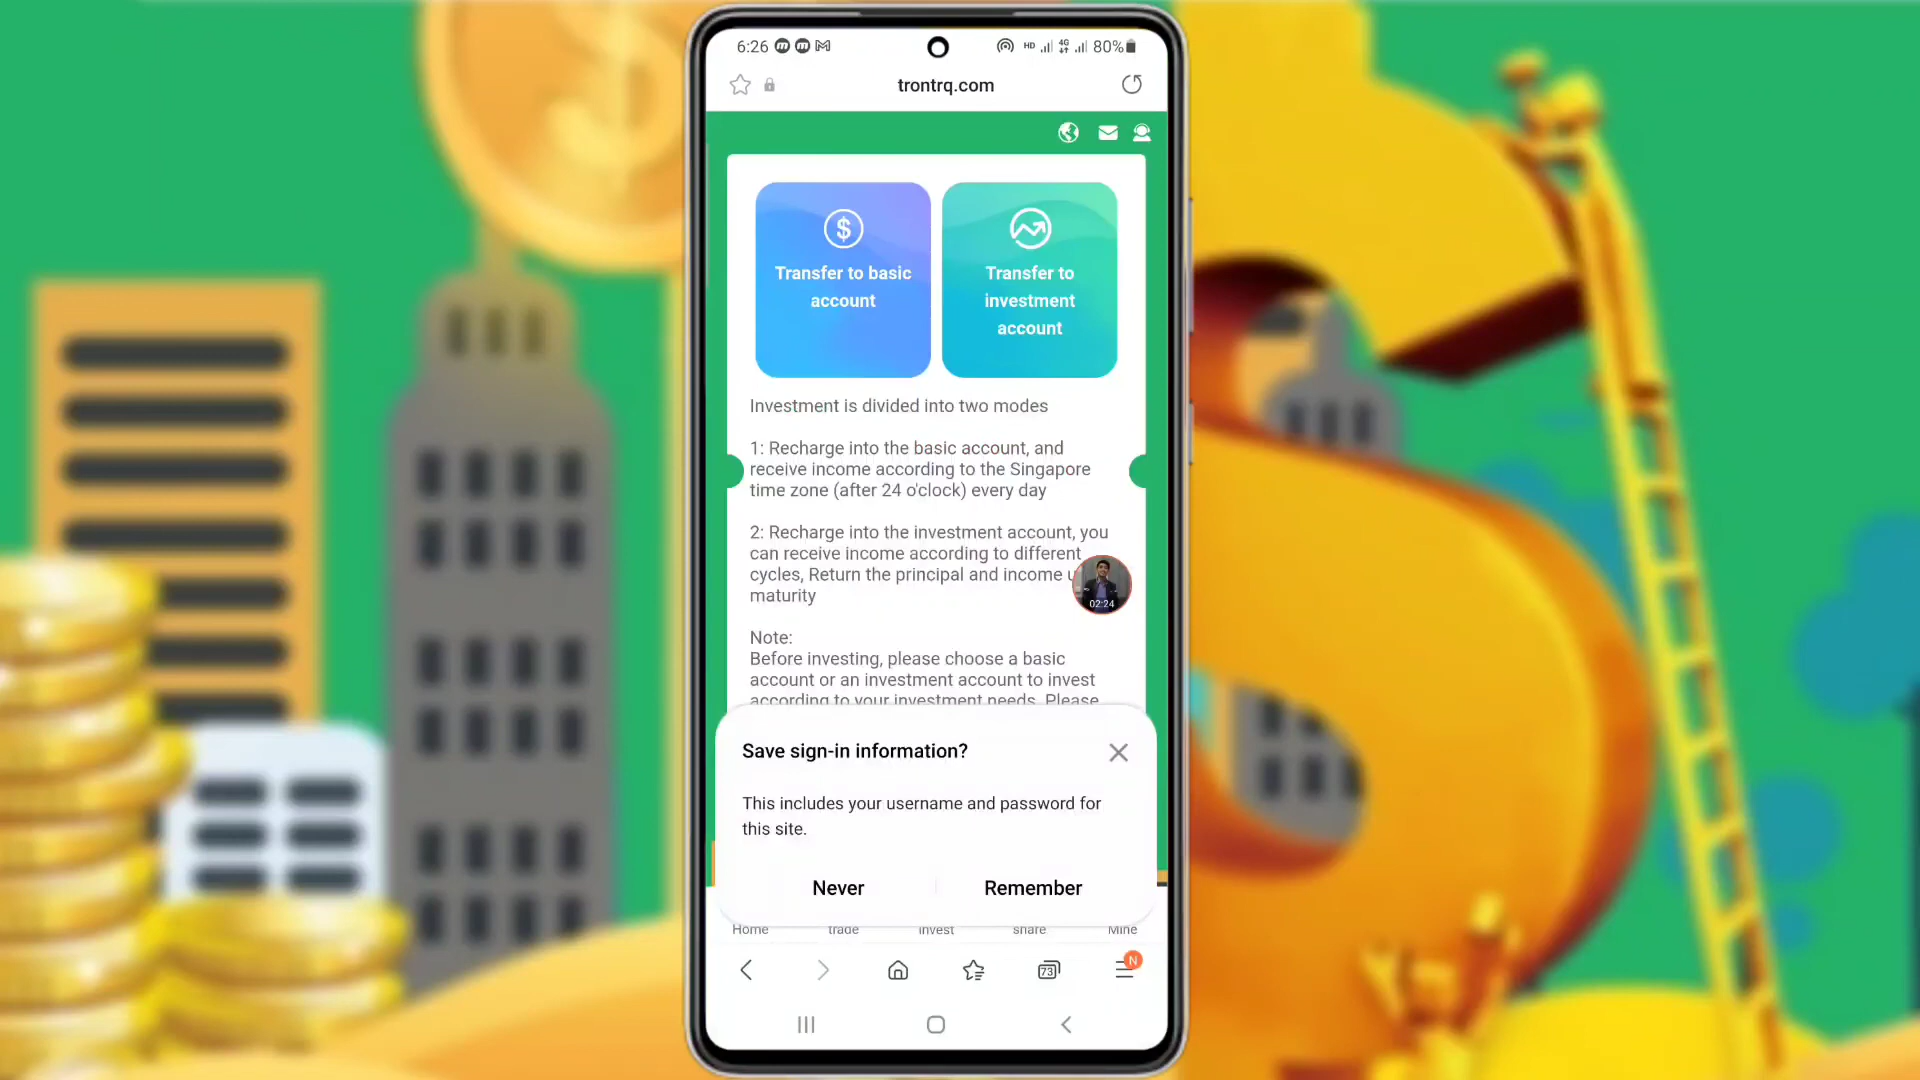 6:26
HD
4G
80%
trontrq.com
Transfer to basic
account
Transfer to
investment
account
Investment is divided into two modes
1: Recharge into the basic account, and
receive income according to the Singapore
time zone (after 24 o'clock) every day
2: Recharge into the investment account, you
can receive income according to different
cycles, Return the principal and income
maturity
02:24
Note:
Before investing, please choose a basic
account or an investment account to invest
according to your investment needs. Please
Save sign-in information?
This includes your username and password for
this site.
Never
Remember
Home
trade
invest
share
Mine
73
N